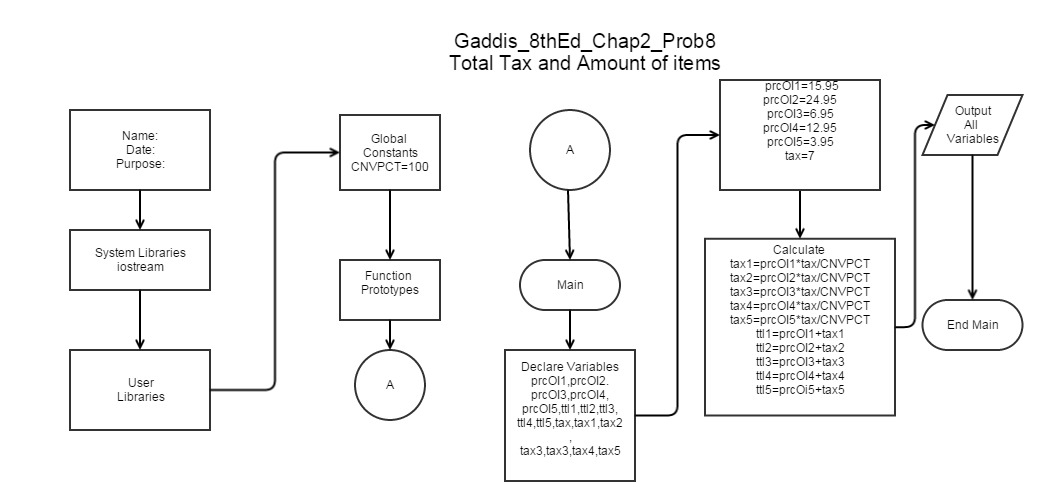 Gaddis_8thEd_Chap2_Prob8
Total Tax and Amount of items
Name:
Date:
Purpose:
System Libraries
iostream
User
Libraries
Global
Constants
CNVPCT=100
Function
Prototypes
A
A
Main
Declare Variables
prcOI1,prcOI2.
prcOI3,prcOI4,
prcOI5,ttl1,ttl2,ttl3,
ttl4,ttl5,tax,tax1,tax2
,
tax3,tax3,tax4,tax5
prcOI1=15.95
prcOI2=24.95
prcOI3=6.95
prcOI4=12.95
prcOI5=3.95
tax=7
Calculate
tax1=prcOI1*tax/CNVPCT
tax2=prcOI2*tax/CNVPCT
tax3=prcOI3*tax/CNVPCT
tax4=prcOI4*tax/CNVPCT
tax5=prcOI5*tax/CNVPCT
ttl1=prcOI1+tax1
ttl2=prcOI2+tax2
ttl3=prcOI3+tax3
ttl4=prcOI4+tax4
ttl5=prcOi5+tax5
Output
All
Variables
End Main